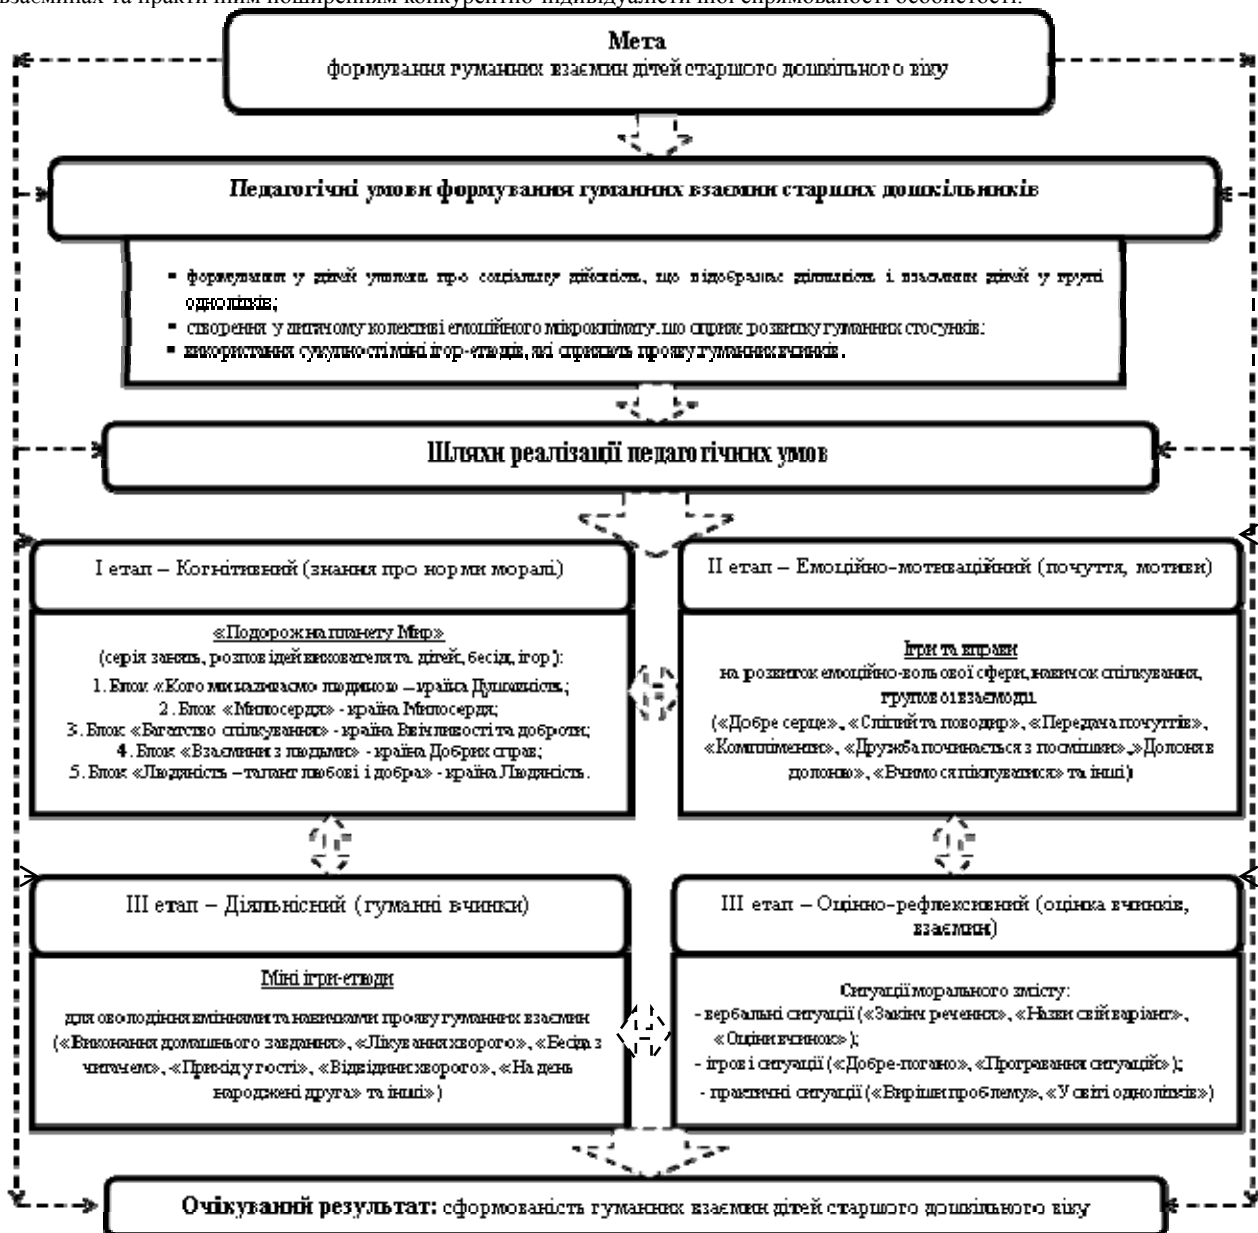 взаєминах та практичним поширенням конкурентно-індивідуалістичної спрямованості особистості.
Мета
формування гуманних взаємин дітей старшого дошкільного віку
Педагогічні умови формування гуманних взаємин старших дошкільників
▪ формування у дітей уявлень про соціальну дійсність, що відображає діяльність і взаємини дітей у групі
однолітків;
▪ створення у дитячому колективі емоційного мікроклімату, що сприяє розвитку гуманних стосунків;
▪ використання сукупності міні ігор-етюдів, які сприяють прояву гуманних вчинків.
Шляхи реалізації педагогічних умов
І етап – Когнітивний (знання про норми моралі)
«Подорож на планету Мир»
(серія занять, розповідей вихователя та дітей, бесід, ігор):
1. Блок «Кого ми називаємо людиною – країна Душевність;
2. Блок «Милосердя» - країна Милосердя;
3. Блок «Багатство спілкування» - країна Ввічливості та доброти;
4. Блок «Взаємини з людьми» - країна Добрих справ;
5. Блок «Людяність – талант любові і добра» - країна Людяність.
ІІ етап – Емоційно-мотиваційний (почуття, мотиви)
Ігри та вправи
на розвиток емоційно-вольової сфери, навичок спілкування,
групової взаємодії.
(«Добре серце», «Сліпий та поводир», «Передача почуттів»,
«Компліменти», «Дружба починається з посмішки», »Долоня в
долоню», «Вчимося піклуватися» та інші)
ІІІ етап – Діяльнісний (гуманні вчинки)
Міні ігри-етюди
для оволодіння вміннями та навичками прояву гуманних взаємин
(«Виконання домашнього завдання», «Лікування хворого», «Бесіда з
читачем», «Прихід у гості», «Відвідини хворого», «На день
народжені друга» та інші»)
ІІІ етап – Оцінно-рефлексивний (оцінка вчинків,
взаємин)
Ситуації морального змісту:
- вербальні ситуації («Закінч речення», «Назви свій варіант»,
«Оціни вчинок»);
- ігрові ситуації («Добре-погано», «Програвання ситуацій»);
- практичні ситуації («Виріши проблему», «У світі однолітків»)
Очікуваний результат: сформованість гуманних взаємин дітей старшого дошкільного віку